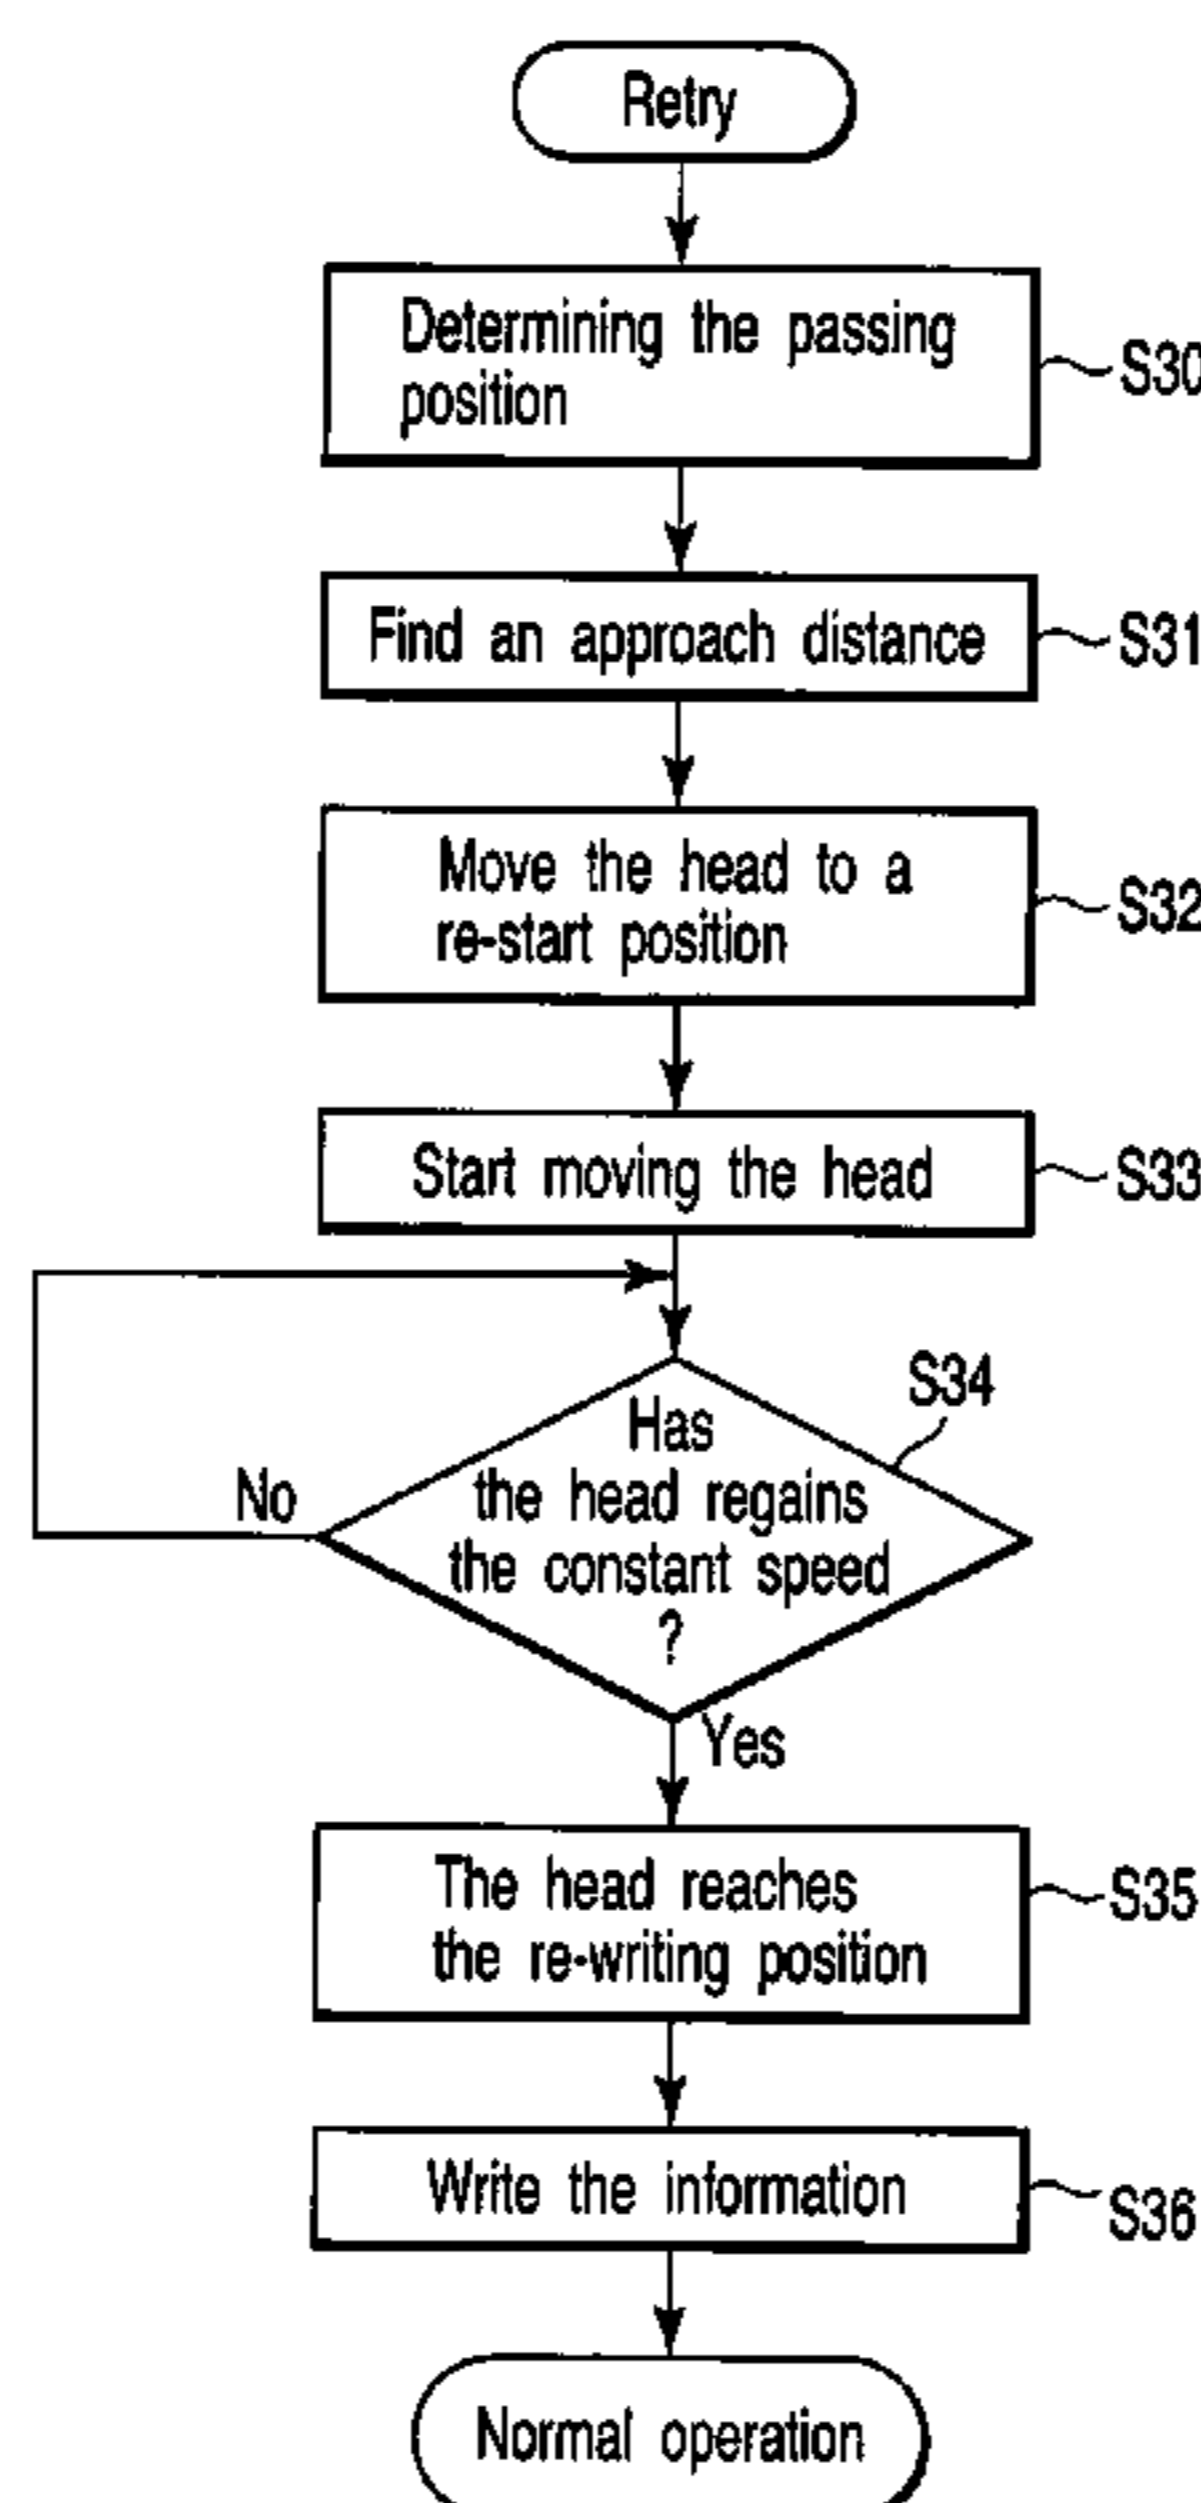 Retry
Determining the passing
position
S30
Find an approach distance
S31
Move the head to a
re-start position
S32
Start moving the head
S33
S34
Has
the head regains
the constant speed
?
No
Yes
The head reaches
the re-writing position
S35
Write the information
S36
Normal operation